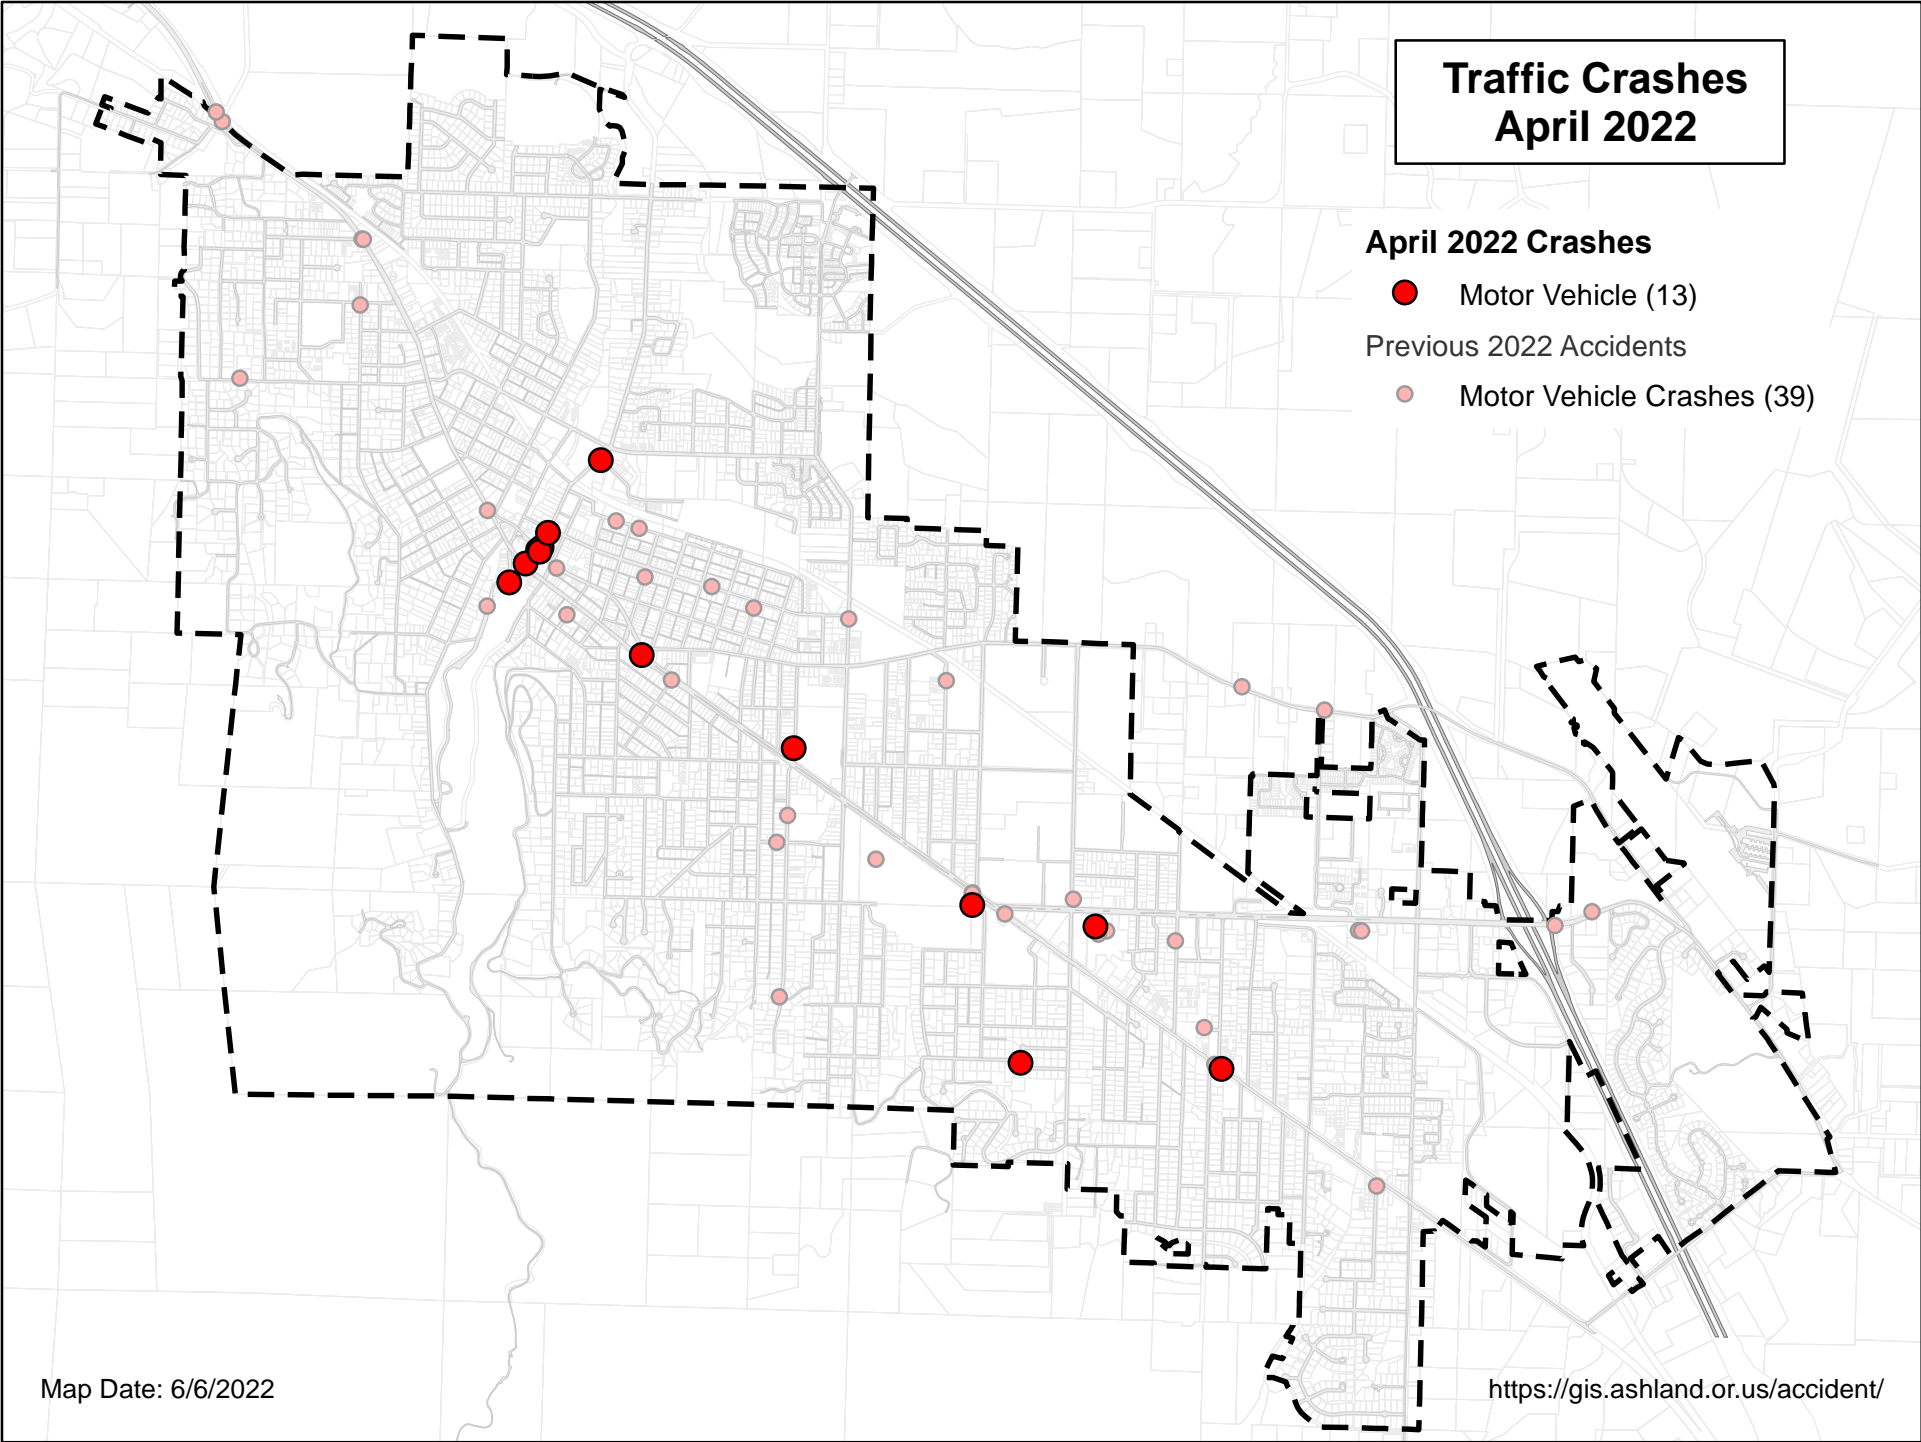 Traffic Crashes
April 2022
April 2022 Crashes
Motor Vehicle (13)
Previous 2022 Accidents
Motor Vehicle Crashes (39)
Map Date: 6/6/2022
https://gis.ashland.or.us/accident/